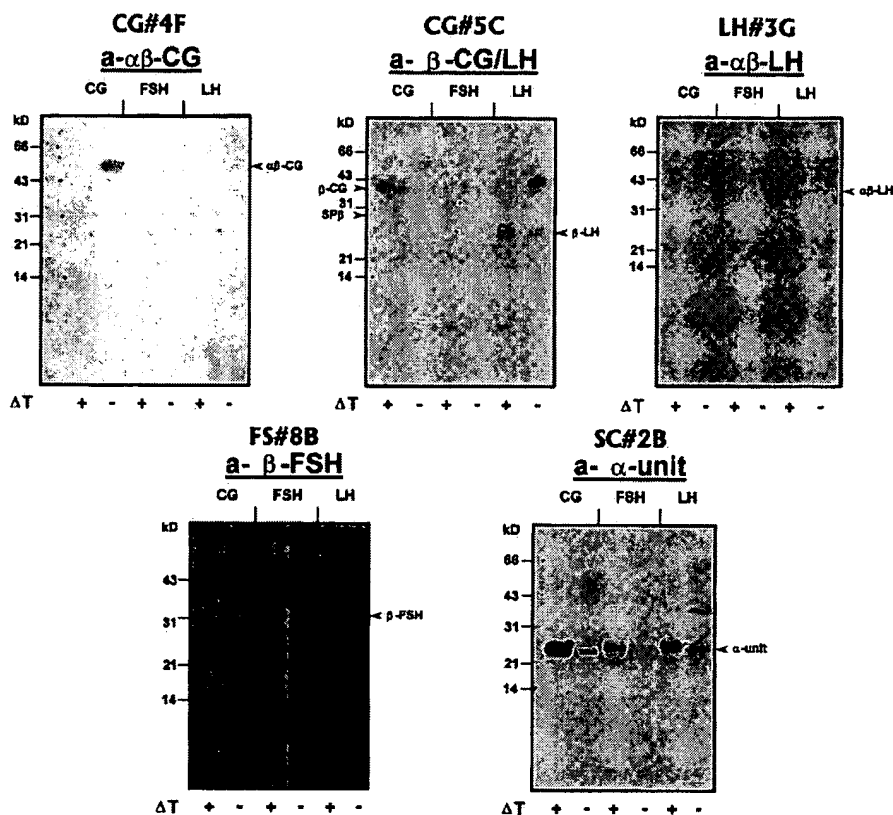 CG#4F
a-αβ-CG
CG FSH LH
kD
66
43
31
21
14
αβ-CG
ΔT + - + - + -
CG#5C
a- β-CG/LH
CG FSH LH
kD
66
43
β-CG
31
SPβ
21
14
β-LH
ΔT + - + - + -
LH#3G
a-αβ-LH
CG FSH LH
kD
66
43
31
21
14
αβ-LH
ΔT + - + - + -
FS#8B
a- β-FSH
CG FSH LH
kD
43
31
21
14
β-FSH
ΔT + - + - + -
SC#2B
a- α-unit
CG FSH LH
kD
66
43
31
21
14
α-unit
ΔT + - + - + -